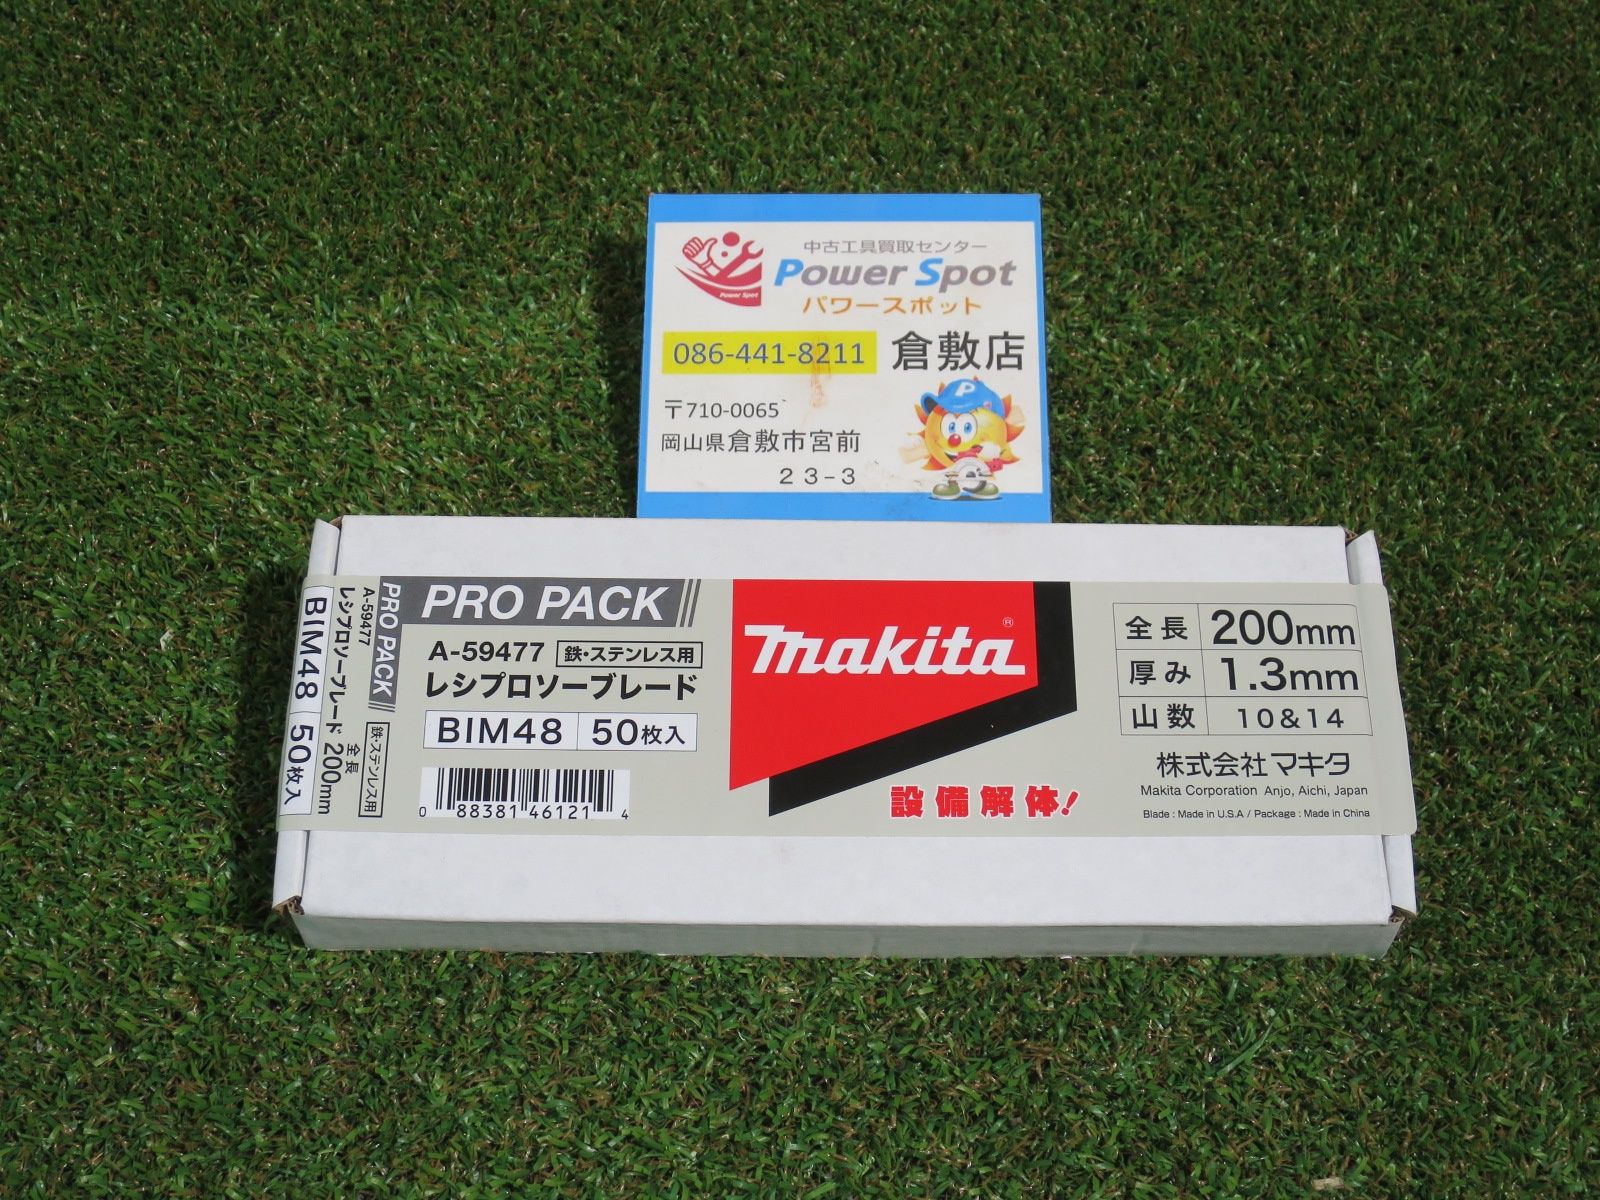 中古工具買取センター
Power Spot
Power Spot
パワースポット
086-441-8211 倉敷店
P
〒710-0065
岡山県倉敷市宮前
23-3
PRO PACK
A-59477 鉄・ステンレス用
レシプロソーブレード
BIM48 50枚入
0 88381 46121 4
makita®
設備解体!
全長 200mm
厚み 1.3mm
山数 10&14
株式会社マキタ
Makita Corporation Anjo, Aichi, Japan
Blade : Made in U.S.A / Package : Made in China
PRO PACK
A-59477
レシプロソーブレード
鉄・ステンレス用
全長 200mm
BIM48 50枚入